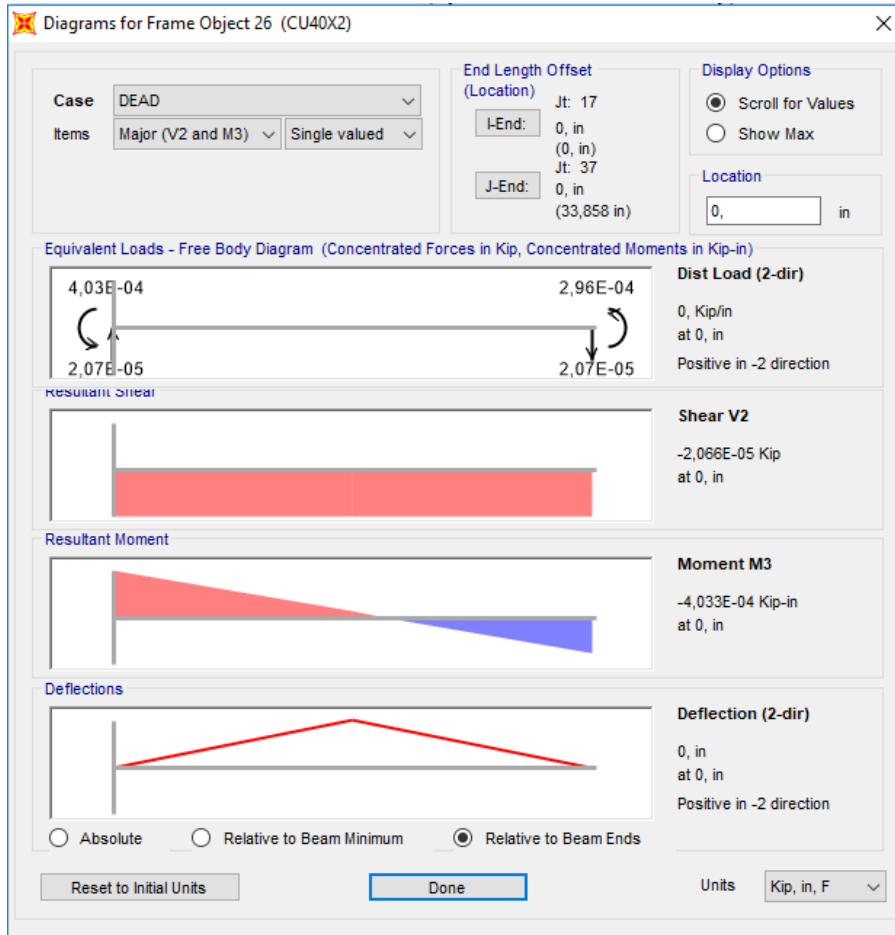 Diagrams for Frame Object 26 (CU40X2)
Case DEAD
Items Major (V2 and M3) Single valued
End Length Offset
(Location)
Jt: 17
I-End: 0, in
(0, in)
Jt: 37
J-End: 0, in
(33,858 in)
Display Options
Scroll for Values
Show Max
Location
0, in
Equivalent Loads - Free Body Diagram (Concentrated Forces in Kip, Concentrated Moments in Kip-in)
4,03E-04 2,96E-04
2,07E-05 2,07E-05
Dist Load (2-dir)
0, Kip/in
at 0, in
Positive in -2 direction
Resultant Shear
Shear V2
-2,066E-05 Kip
at 0, in
Resultant Moment
Moment M3
-4,033E-04 Kip-in
at 0, in
Deflections
Deflection (2-dir)
0, in
at 0, in
Positive in -2 direction
Absolute Relative to Beam Minimum Relative to Beam Ends
Reset to Initial Units Done Units Kip, in, F